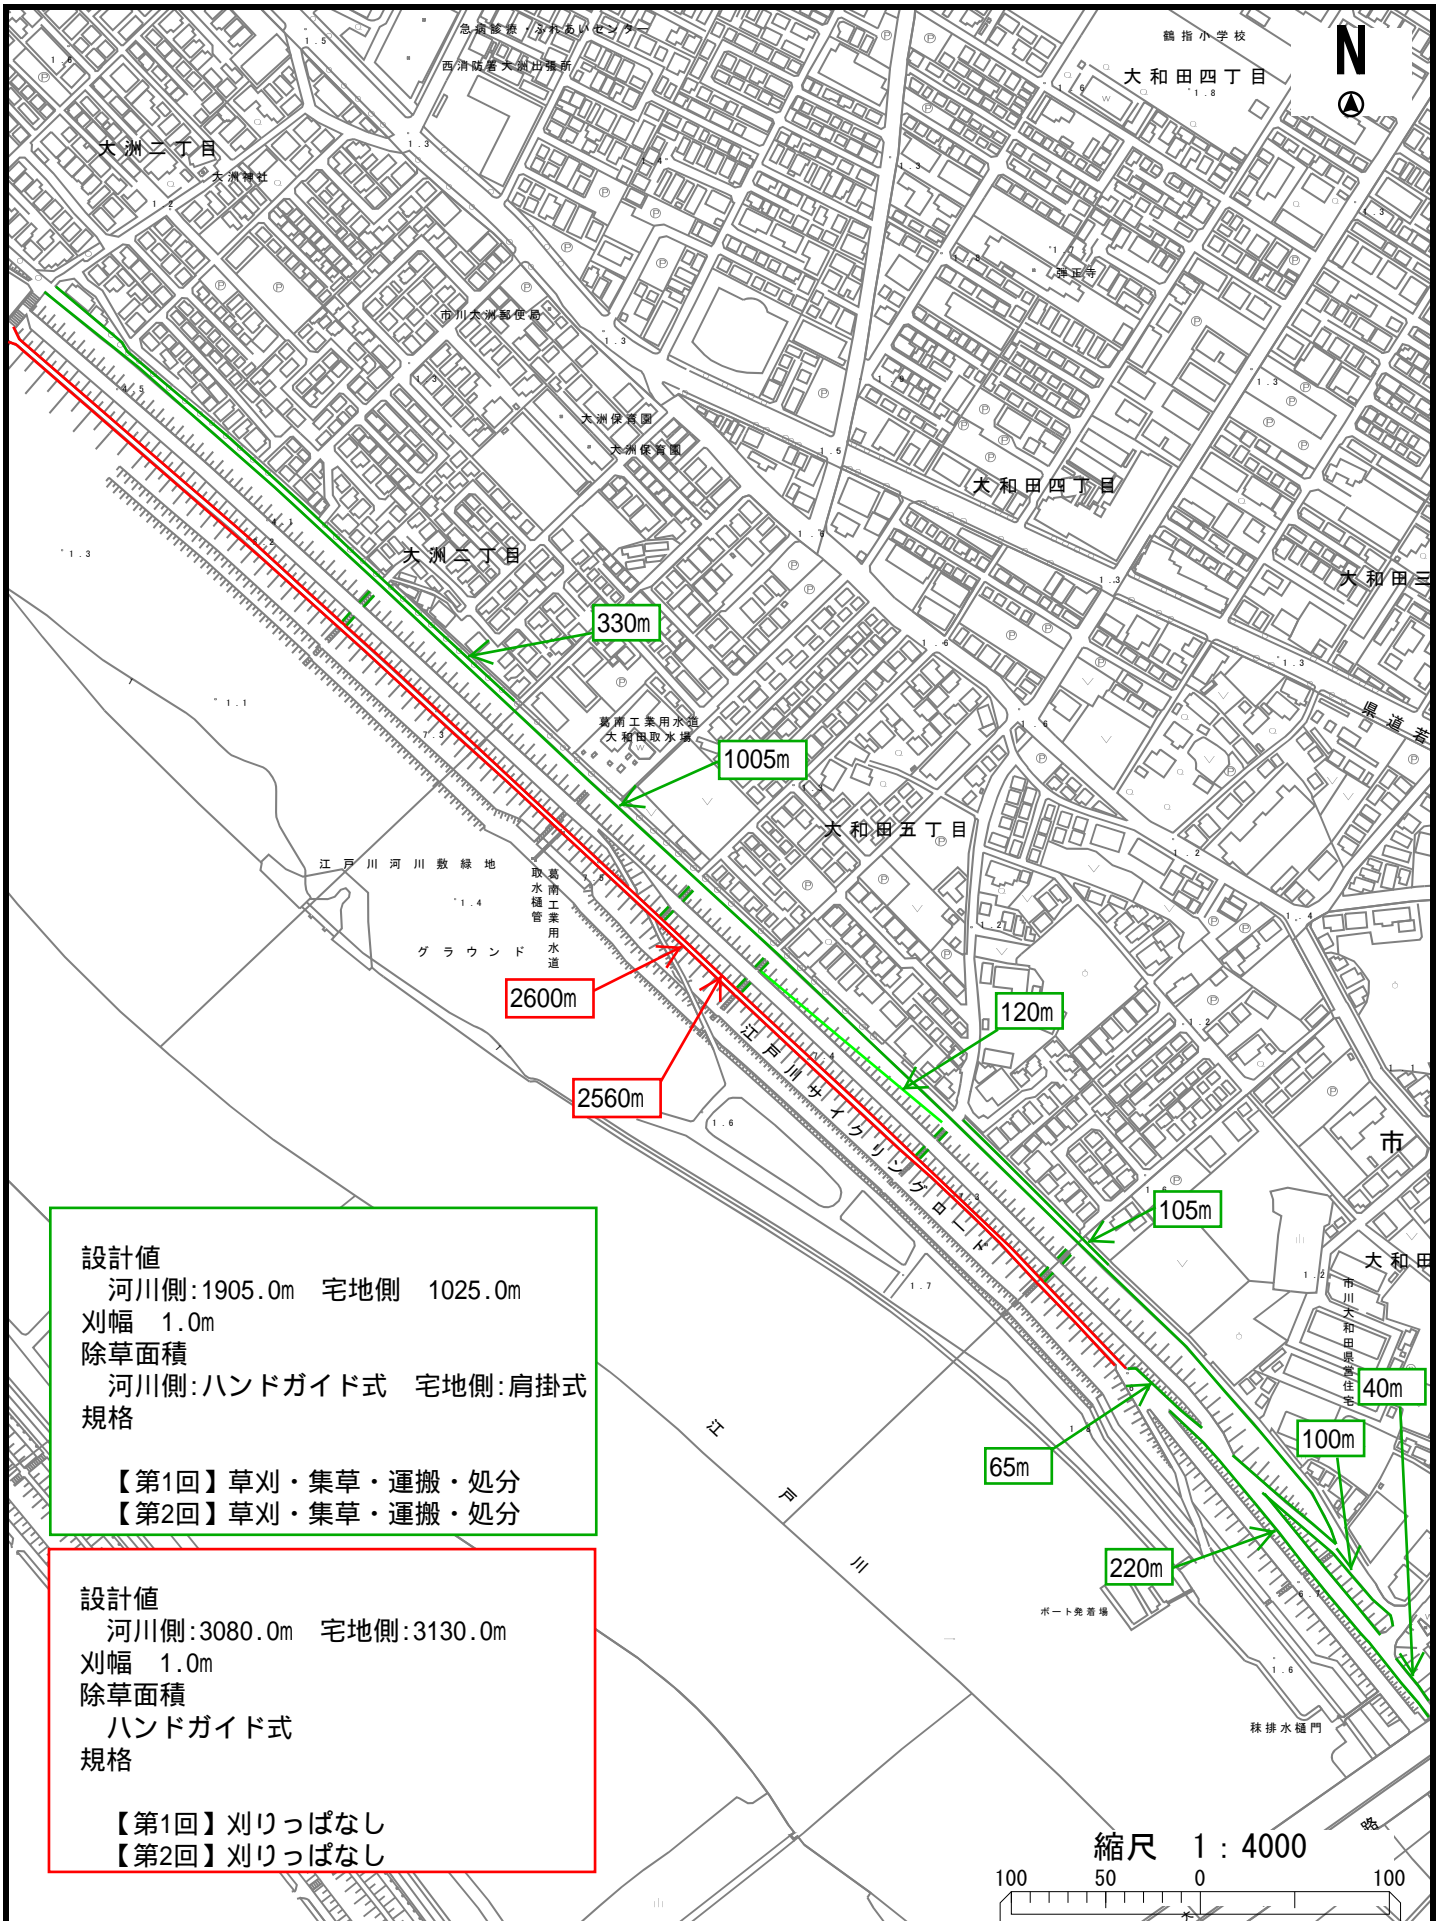 急病診療・ふれあいセンター
西消防署大洲出張所
鶴指小学校
大和田四丁目
N
大洲二丁目
大洲神社
弾正寺
市川大洲郵便局
大洲保育園
大洲保育園
大和田四丁目
大洲二丁目
大和田三
330m
県道若
葛南工業用水道
大和田取水場
1005m
大和田五丁目
江戸川河川敷緑地
グラウンド
葛南工業用水道
取水樋管
2600m
2560m
120m
江戸川サイクリングロード
市
105m
大和田
市川大和田県営住宅
40m
100m
65m
220m
江戸川
ボート発着場
秣排水樋門
設計値
河川側:1905.0m 宅地側 1025.0m
刈幅 1.0m
除草面積
河川側:ハンドガイド式 宅地側:肩掛式
規格
【第1回】草刈・集草・運搬・処分
【第2回】草刈・集草・運搬・処分
設計値
河川側:3080.0m 宅地側:3130.0m
刈幅 1.0m
除草面積
ハンドガイド式
規格
【第1回】刈りっぱなし
【第2回】刈りっぱなし
路
縮尺 1:4000
100 50 0 100